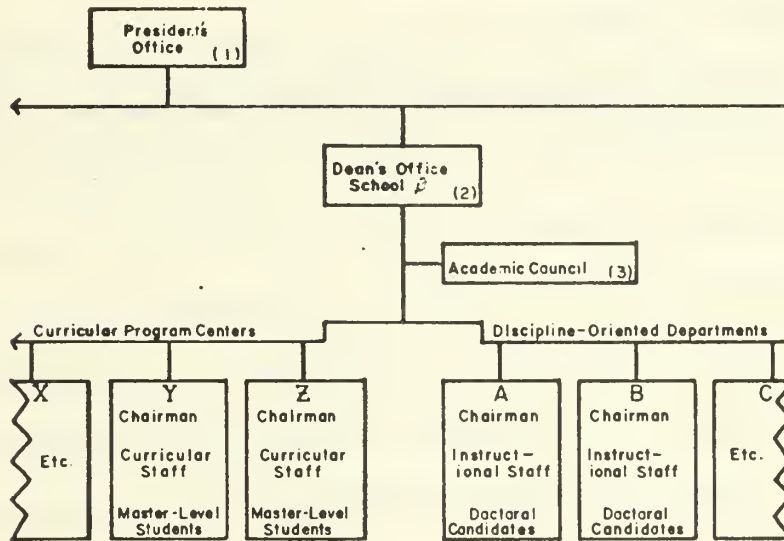 President's
Office (1)
Dean's Office
School β (2)
Academic Council (3)
Curricular Program Centers
Discipline-Oriented Departments
X
Etc.
Y
Chairman
Curricular
Staff
Master-Level
Students
Z
Chairman
Curricular
Staff
Master-Level
Students
A
Chairman
Instruct-
ional Staff
Doctoral
Candidates
B
Chairman
Instruct-
ional Staff
Doctoral
Candidates
C
Etc.